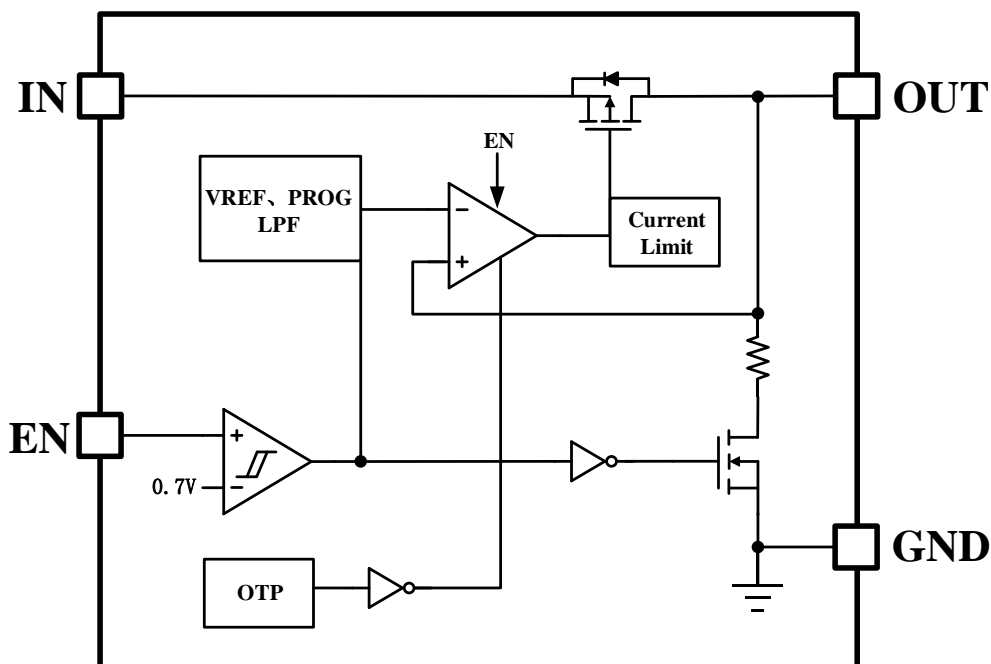 IN
OUT
EN
VREF、PROG
LPF
−
+
Current
Limit
EN
+
0.7V
−
GND
OTP